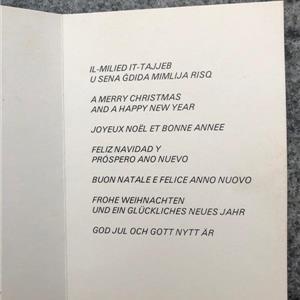 IL-MILIED IT-TAJJEB
U SENA ĠDIDA MIMLIJA RISQ
A MERRY CHRISTMAS
AND A HAPPY NEW YEAR
JOYEUX NOËL ET BONNE ANNEE
FELIZ NAVIDAD Y
PRÓSPERO ANO NUEVO
BUON NATALE E FELICE ANNO NUOVO
FROHE WEIHNACHTEN
UND EIN GLÜCKLICHES NEUES JAHR
GOD JUL OCH GOTT NYTT ÄR